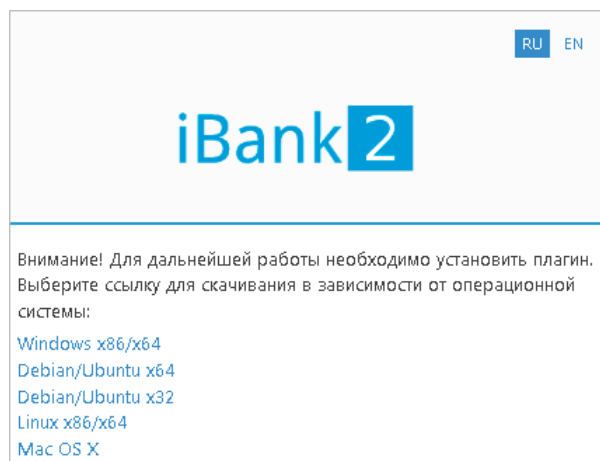 RU EN
iBank 2
Внимание! Для дальнейшей работы необходимо установить плагин.
Выберите ссылку для скачивания в зависимости от операционной
системы:
Windows x86/x64
Debian/Ubuntu x64
Debian/Ubuntu x32
Linux x86/x64
Mac OS X